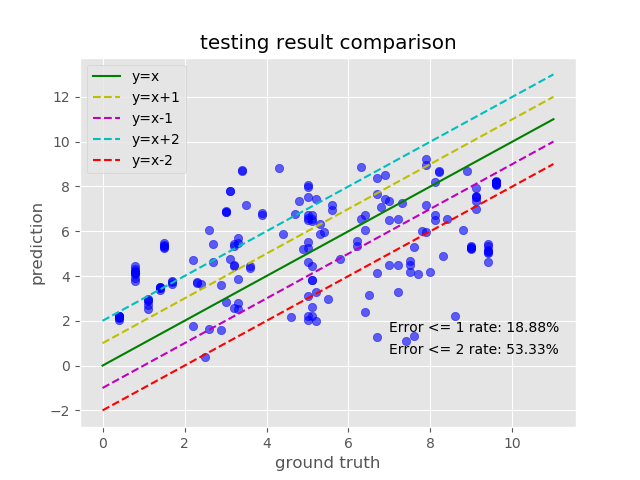 testing result comparison
y=x
y=x+1
y=x-1
y=x+2
y=x-2
12
10
8
6
4
2
0
−2
prediction
Error <= 1 rate: 18.88%
Error <= 2 rate: 53.33%
0 2 4 6 8 10
ground truth